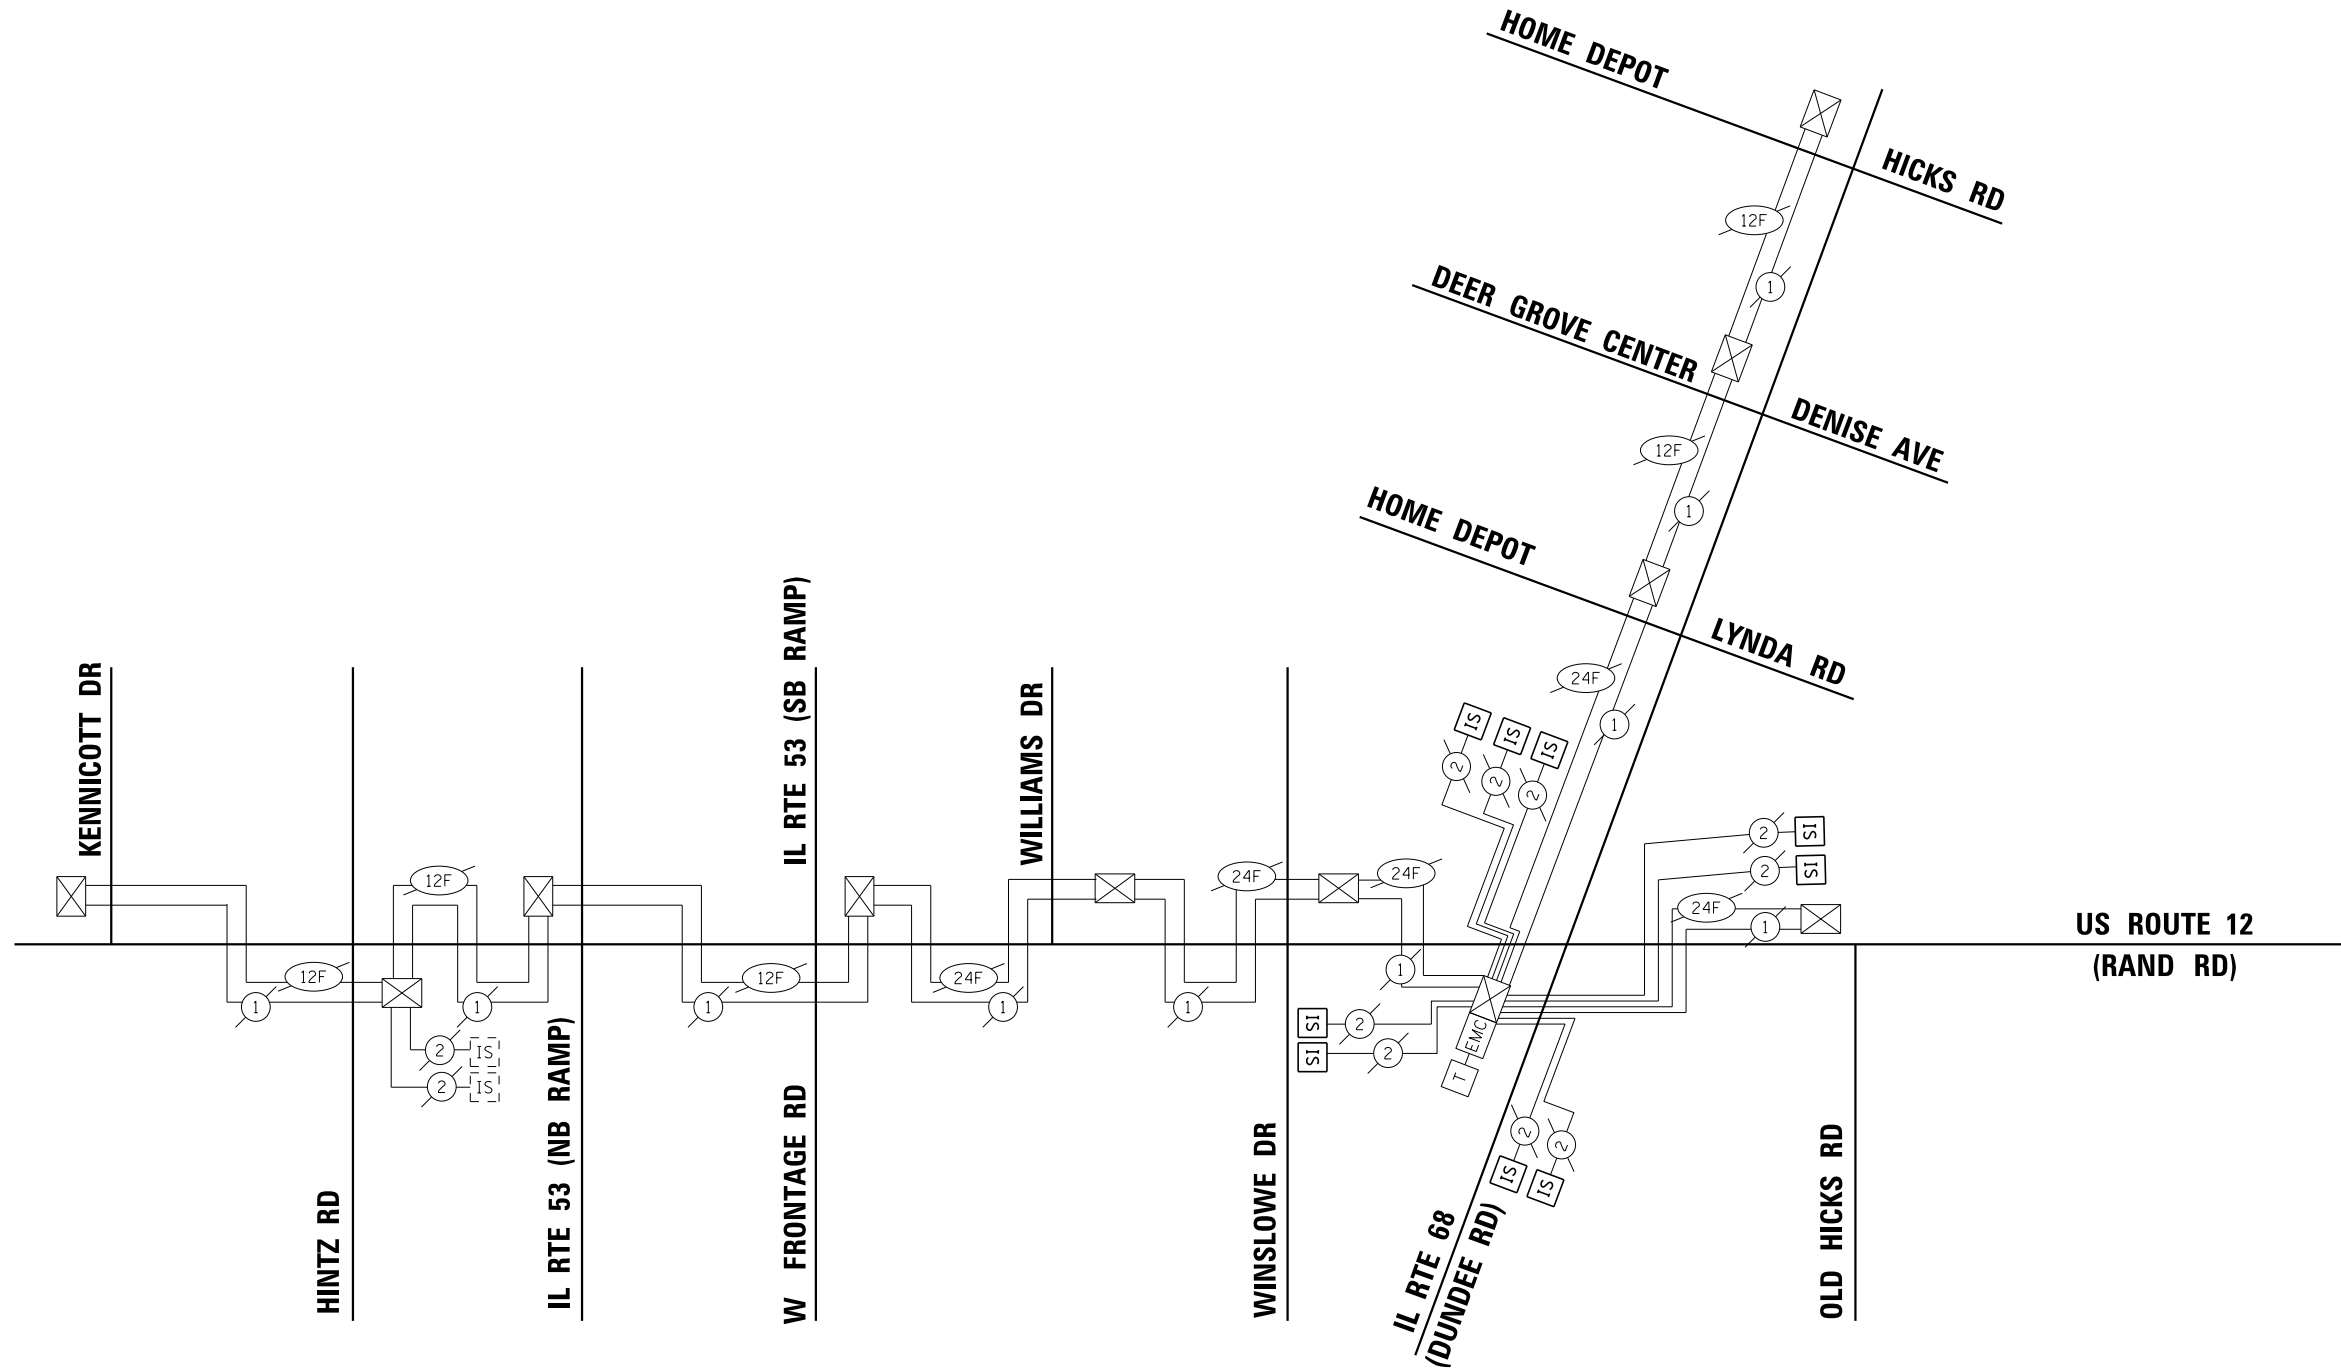 HOME DEPOT
HICKS RD
12F
1
DEER GROVE CENTER
DENISE AVE
12F
1
HOME DEPOT
LYNDA RD
24F
1
KENNICOTT DR
HINTZ RD
IL RTE 53 (NB RAMP)
IL RTE 53 (SB RAMP)
W FRONTAGE RD
WILLIAMS DR
WINSLOWE DR
IL RTE 68
(DUNDEE RD)
OLD HICKS RD
US ROUTE 12
(RAND RD)
IS
IS
IS
2
2
2
2
IS
2
IS
24F
1
12F
24F
24F
12F
1
1
12F
1
24F
1
1
1
2
IS
2
IS
IS
2
IS
2
EMC
T
2
2
IS
IS